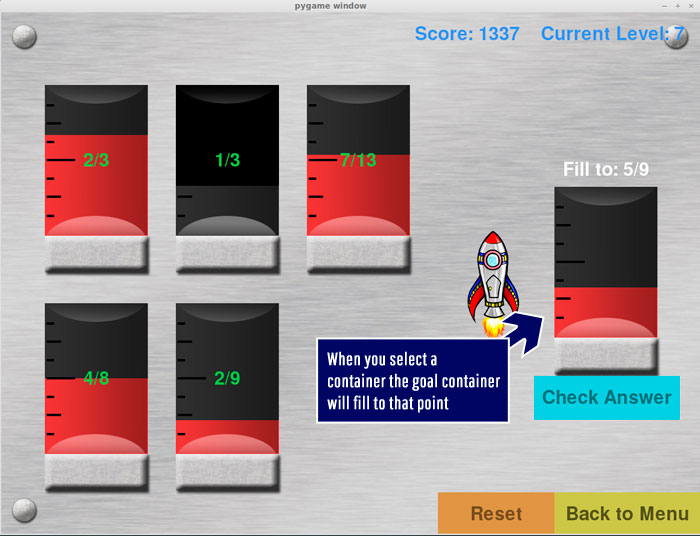 pygame window
Score: 1337 Current Level: 7
2/3 1/3 7/13
Fill to: 5/9
4/8 2/9
When you select a
container the goal container
will fill to that point
Check Answer
Reset Back to Menu